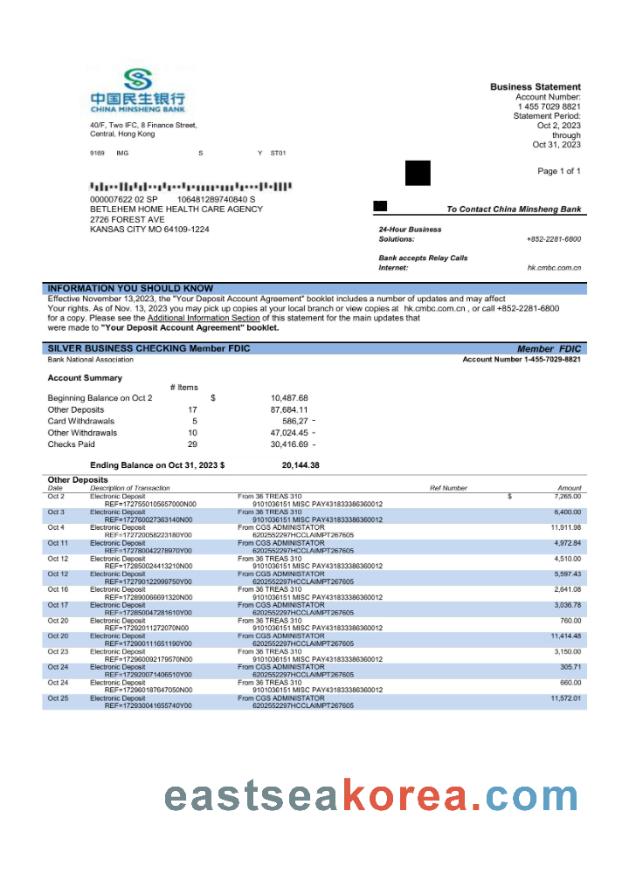 中国民生银行
CHINA MINSHENG BANK
40/F, Two IFC, 8 Finance Street,
Central, Hong Kong
9169 IMG S Y ST01
Business Statement
Account Number:
1 455 7029 8821
Statement Period:
Oct 2, 2023
through
Oct 31, 2023
Page 1 of 1
000007622 02 SP 106481289740840 S
BETLEHEM HOME HEALTH CARE AGENCY
2726 FOREST AVE
KANSAS CITY MO 64109-1224
To Contact China Minsheng Bank
24-Hour Business
Solutions: +852-2281-6800
Bank accepts Relay Calls
Internet: hk.cmbc.com.cn
INFORMATION YOU SHOULD KNOW
Effective November 13,2023, the "Your Deposit Account Agreement" booklet includes a number of updates and may affect
Your rights. As of Nov. 13, 2023 you may pick up copies at your local branch or view copies at hk.cmbc.com.cn , or call +852-2281-6800
for a copy. Please see the Additional Information Section of this statement for the main updates that
were made to "Your Deposit Account Agreement" booklet.
SILVER BUSINESS CHECKING Member FDIC Member FDIC
Bank National Association Account Number 1-455-7029-8821
Account Summary
# Items
Beginning Balance on Oct 2 $ 10,487.68
Other Deposits 17 87,684.11
Card Withdrawals 5 586,27 -
Other Withdrawals 10 47,024.45 -
Checks Paid 29 30,416.69 -
Ending Balance on Oct 31, 2023 $ 20,144.38
Other Deposits
Date Description of Transaction Ref Number Amount
Oct 2 Electronic Deposit From 36 TREAS 310 $ 7,265.00
REF=1727550105657000N00 9101036151 MISC PAY431833386360012
Oct 3 Electronic Deposit From 36 TREAS 310 6,400.00
REF=172760027363140N00 9101036151 MISC PAY431833386360012
Oct 4 Electronic Deposit From CGS ADMINISTATOR 11,911.98
REF=172720058223180Y00 6202552297HCCLAIMPT267605
Oct 11 Electronic Deposit From CGS ADMINISTATOR 4,972.84
REF=172780042278970Y00 6202552297HCCLAIMPT267605
Oct 12 Electronic Deposit From 36 TREAS 310 4,510.00
REF=172850024413210N00 9101036151 MISC PAY431833386360012
Oct 12 Electronic Deposit From CGS ADMINISTATOR 5,597.43
REF=172790122099750Y00 6202552297HCCLAIMPT267605
Oct 16 Electronic Deposit From 36 TREAS 310 2,641.08
REF=172890066691320N00 9101036151 MISC PAY431833386360012
Oct 17 Electronic Deposit From CGS ADMINISTATOR 3,036.78
REF=172850047281610Y00 6202552297HCCLAIMPT267605
Oct 20 Electronic Deposit From 36 TREAS 310 760.00
REF=17292011272070N00 9101036151 MISC PAY431833386360012
Oct 20 Electronic Deposit From CGS ADMINISTATOR 11,414.48
REF=172900111651190Y00 6202552297HCCLAIMPT267605
Oct 23 Electronic Deposit From 36 TREAS 310 3,150.00
REF=172960092179570N00 9101036151 MISC PAY431833386360012
Oct 24 Electronic Deposit From CGS ADMINISTATOR 305.71
REF=172920071406510Y00 6202552297HCCLAIMPT267605
Oct 24 Electronic Deposit From 36 TREAS 310 660.00
REF=172960187647050N00 9101036151 MISC PAY431833386360012
Oct 25 Electronic Deposit From CGS ADMINISTATOR 11,572.01
REF=172930041655740Y00 6202552297HCCLAIMPT267605
eastseakorea.com